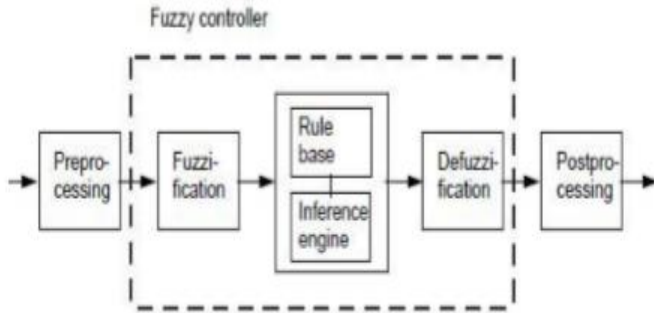 Fuzzy controller
Prepro-
cessing
Fuzzi-
fication
Rule
base
Inference
engine
Defuzzi-
fication
Postpro-
cessing